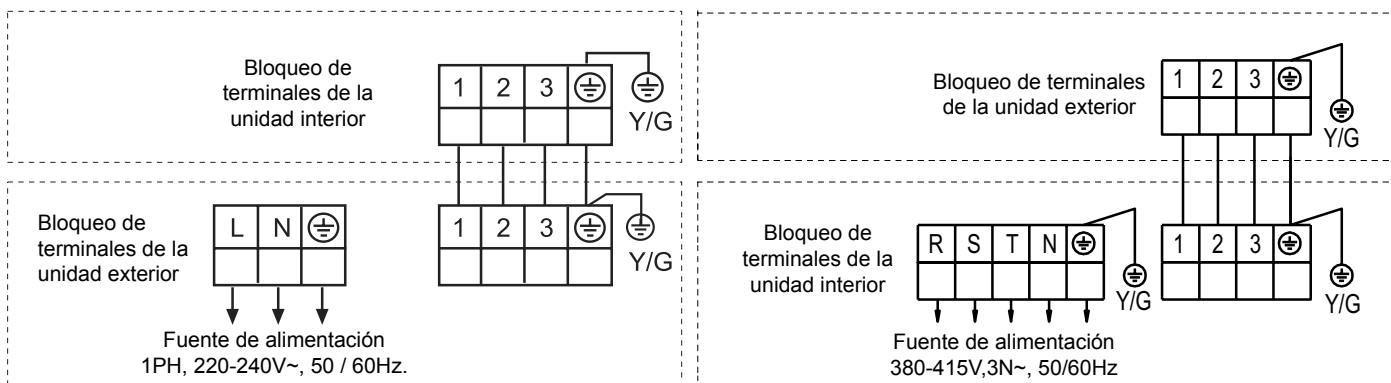 Bloqueo de
terminales de la
unidad interior
1 2 3
Y/G
Bloqueo de
terminales de la
unidad exterior
L N
1 2 3
Y/G
Fuente de alimentación
1PH, 220-240V~, 50 / 60Hz.
Bloqueo de terminales
de la unidad exterior
1 2 3
Y/G
Bloqueo de
terminales de la
unidad interior
R S T N
Y/G
1 2 3
Y/G
Fuente de alimentación
380-415V,3N~, 50/60Hz